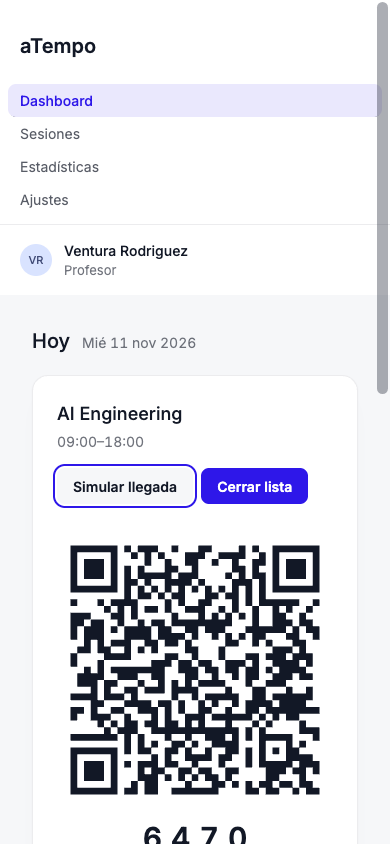 aTempo
Dashboard
Sesiones
Estadísticas
Ajustes
VR
Ventura Rodriguez
Profesor
Hoy Mié 11 nov 2026
AI Engineering
09:00–18:00
Simular llegada Cerrar lista
6470